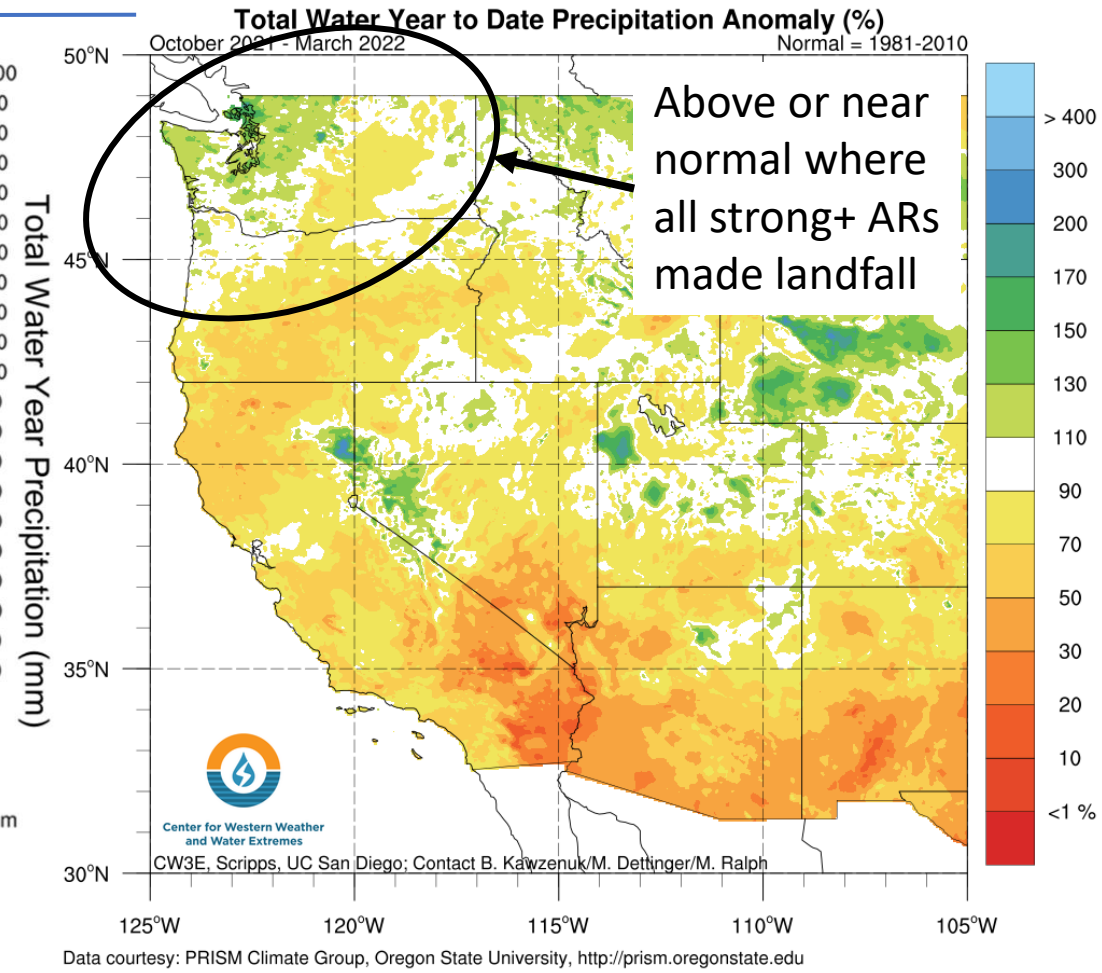 Total Water Year to Date Precipitation Anomaly (%)
October 2021 - March 2022
Normal = 1981-2010
Above or near
normal where
all strong+ ARs
made landfall
50°N
45°N
40°N
35°N
30°N
125°W
120°W
115°W
110°W
105°W
> 400
300
200
170
150
130
110
90
70
50
30
20
10
<1 %
Total Water Year Precipitation (mm)
Center for Western Weather
and Water Extremes
CW3E, Scripps, UC San Diego; Contact B. Kawzenuk/M. Dettinger/M. Ralph
Data courtesy: PRISM Climate Group, Oregon State University, http://prism.oregonstate.edu